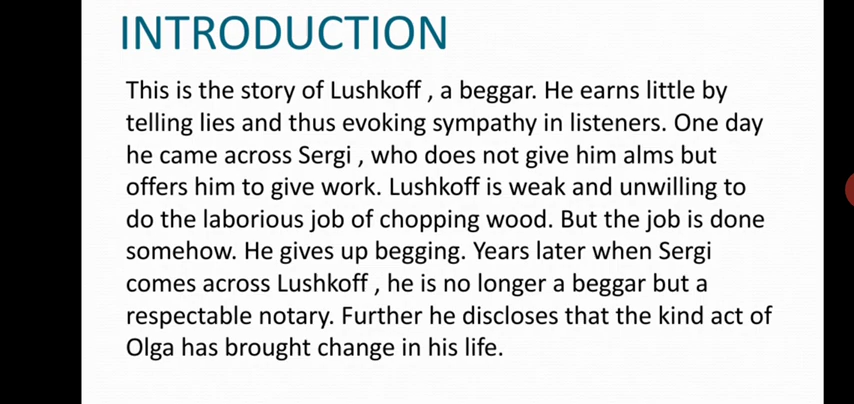 INTRODUCTION
This is the story of Lushkoff , a beggar. He earns little by
telling lies and thus evoking sympathy in listeners. One day
he came across Sergi , who does not give him alms but
offers him to give work. Lushkoff is weak and unwilling to
do the laborious job of chopping wood. But the job is done
somehow. He gives up begging. Years later when Sergi
comes across Lushkoff , he is no longer a beggar but a
respectable notary. Further he discloses that the kind act of
Olga has brought change in his life.